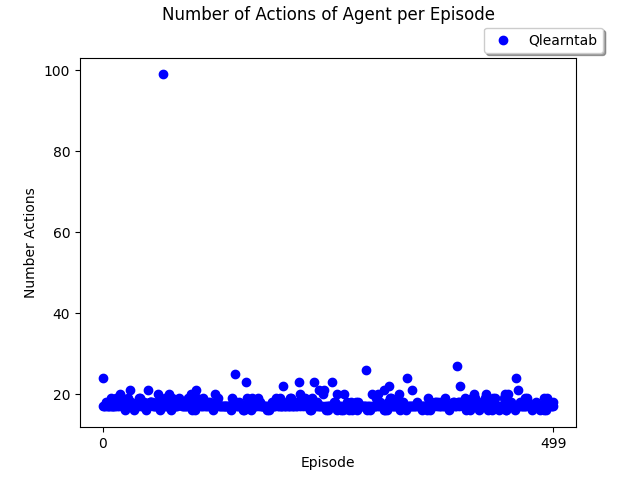 Number of Actions of Agent per Episode
Qlearntab
100
80
60
40
20
Number Actions
0
499
Episode